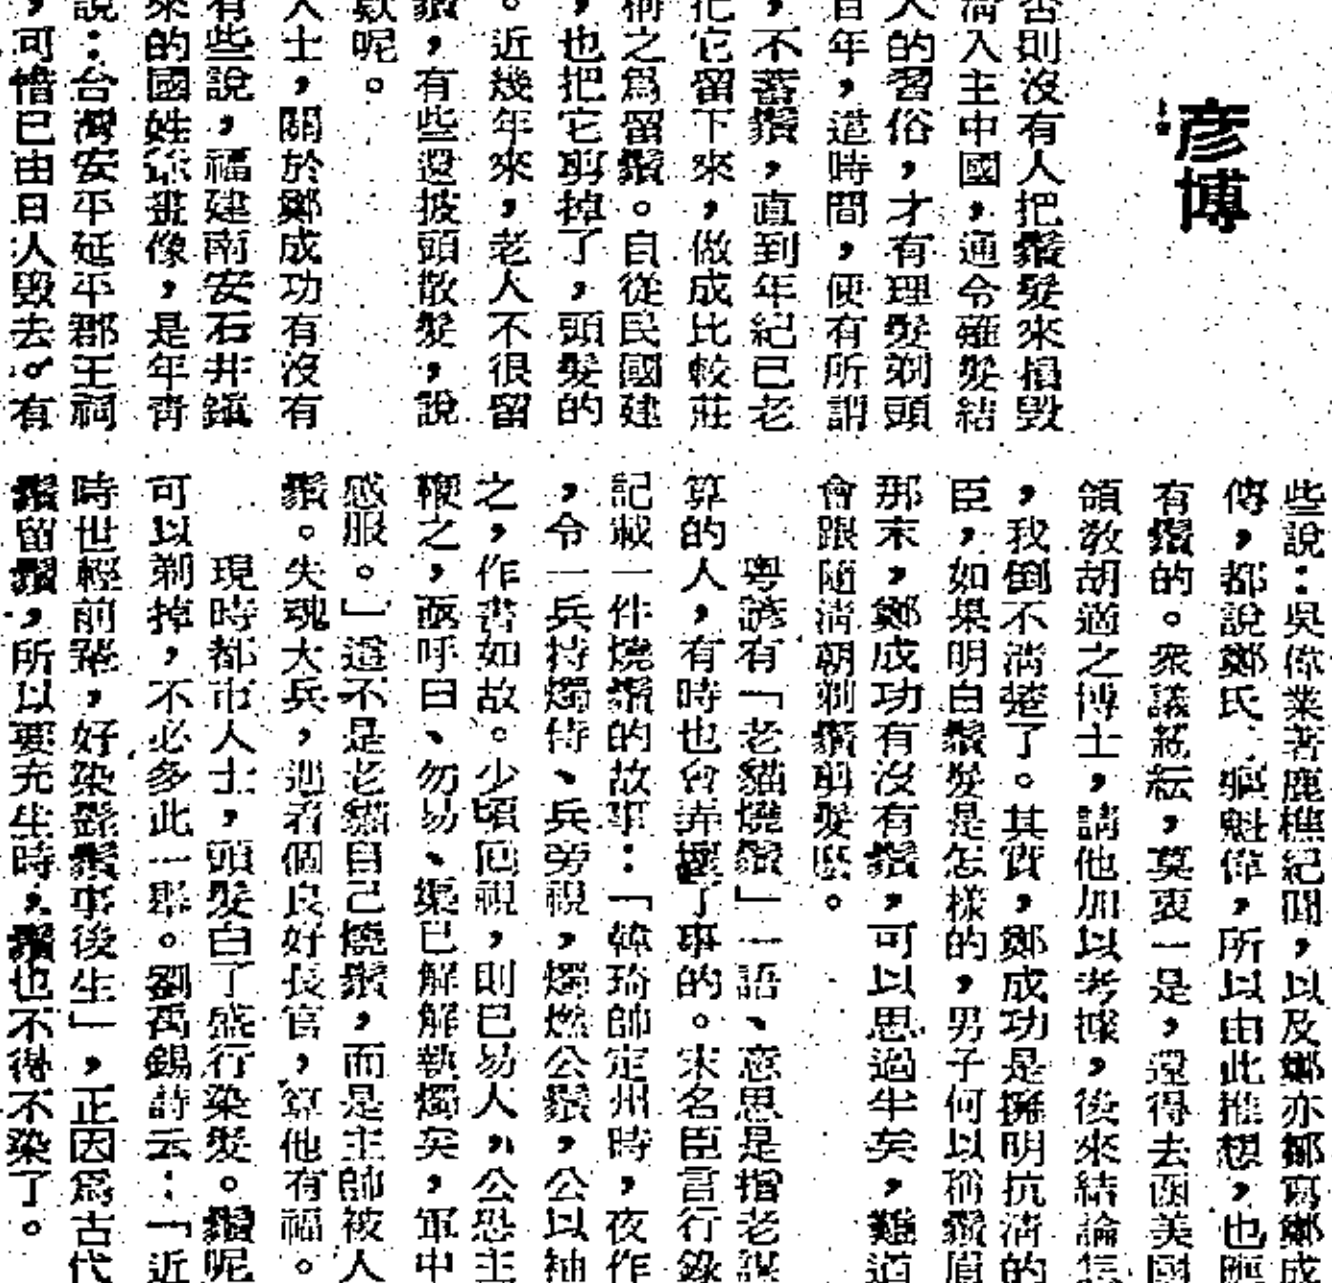 彥博
否則沒有人把鬚髮來損毀
淸入主中國，通令薙髮結
人的習俗，才有理髮剃頭
百年，這時間，便有所謂
，不蓄鬚，直到年紀已老
把它留下來，做成比較莊
稱之爲留鬚。自從民國建
，也把它剪掉了，頭髮的
。近幾年來，老人不很留
鬚，有些還披頭散髮，說
歎呢。
人士，關於鄭成功有沒有
有些說，福建南安石井鎭
來的國姓爺畫像，是年靑
說：台灣安平延平郡王祠
，可惜已由日人毀去。有
些說：吳偉業著鹿樵紀聞，以及鄭亦鄒寫鄭成
傳，都說鄭氏軀魁偉，所以由此推想，也應
有鬚的。衆議紛紜，莫衷一是，還得去函美國
領敎胡適之博士，請他加以考據，後來結論怎
，我倒不淸楚了。其實，鄭成功是擁明抗淸的
臣，如果明白鬚髮是怎樣的，男子何以稱鬚眉
那末，鄭成功有沒有鬚，可以思過半矣，難道
會跟隨淸朝剃鬚剪髮麽。
粤諺有「老貓燒鬚」一語、意思是指老謀
算的人，有時也會弄壞了事的。宋名臣言行錄
記載一件燒鬚的故事：「韓琦帥定州時，夜作
，令一兵持燭侍、兵旁視，燭燃公鬚，公以袖
之，作書如故。少頃囘視，則已易人，公恐主
鞭之，亟呼曰、勿易、渠已解執燭矣，軍中
感服。」這不是老貓自己燒鬚，而是主帥被人
鬚。失魂大兵，遇着個良好長官，算他有福。
現時都市人士，頭髮白了盛行染髮。鬚呢
可以剃掉，不必多此一擧。劉禹錫詩云：「近
時世輕前輩，好染髭鬚事後生」，正因爲古代
鬚留鬚，所以要充生時，鬚也不得不染了。